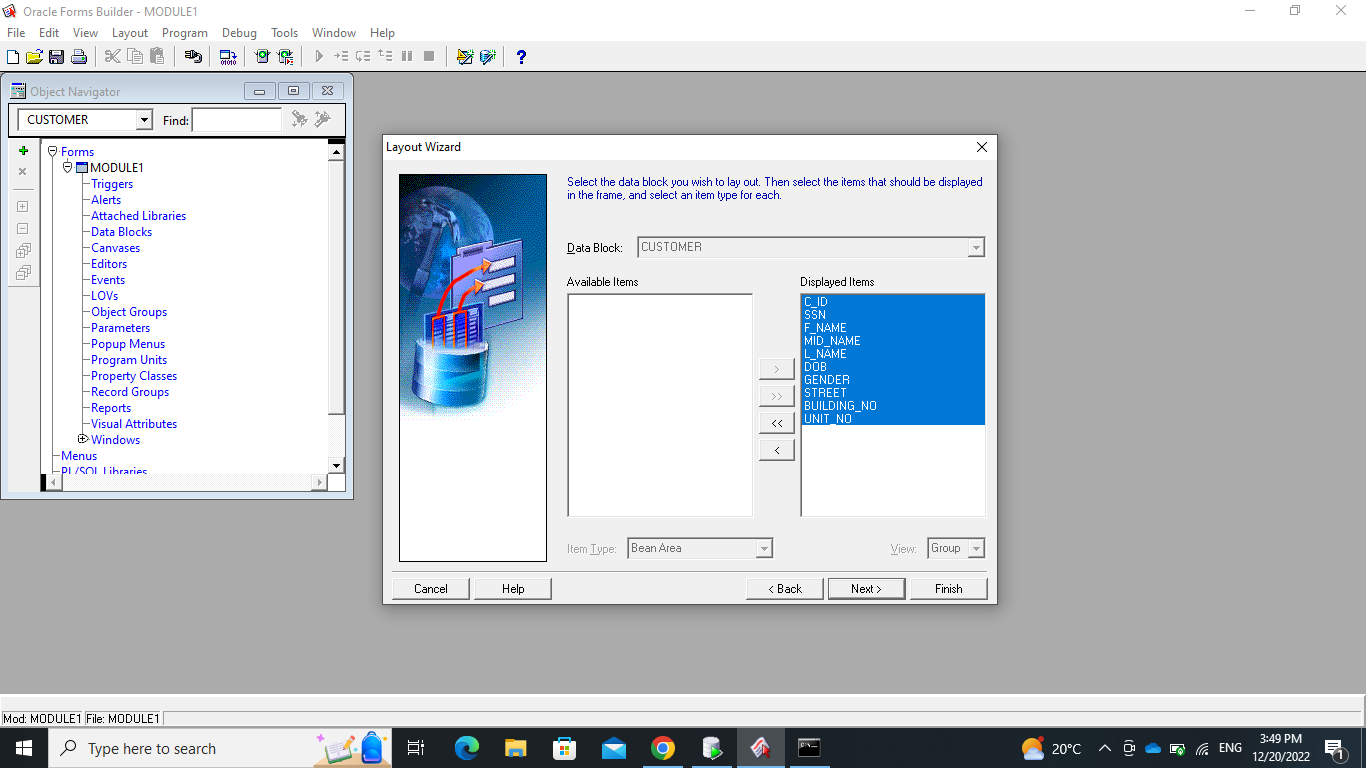 Oracle Forms Builder - MODULE1
File Edit View Layout Program Debug Tools Window Help
Object Navigator
CUSTOMER Find:
Forms
MODULE1
Triggers
Alerts
Attached Libraries
Data Blocks
Canvases
Editors
Events
LOVs
Object Groups
Parameters
Popup Menus
Program Units
Property Classes
Record Groups
Reports
Visual Attributes
Windows
Menus
PL/SQL Libraries
Layout Wizard
Select the data block you wish to lay out. Then select the items that should be displayed
in the frame, and select an item type for each.
Data Block: CUSTOMER
Available Items Displayed Items
C_ID
SSN
F_NAME
MID_NAME
L_NAME
DOB
GENDER
STREET
BUILDING_NO
UNIT_NO
>
>>
<<
<
Item Type: Bean Area View: Group
Cancel Help < Back Next > Finish
Mod: MODULE1 File: MODULE1
Type here to search
20°C ENG 3:49 PM
12/20/2022
1